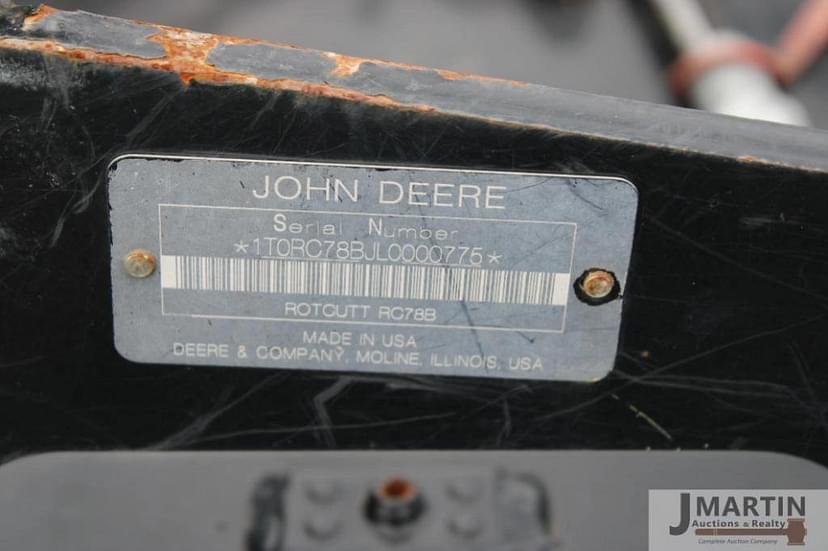 JOHN DEERE
Serial Number
*1T0RC78BJL0000775*
ROTCUTT RC78B
MADE IN USA
DEERE & COMPANY, MOLINE, ILLINOIS, USA
J MARTIN
Auctions & Realty
Complete Auction Company